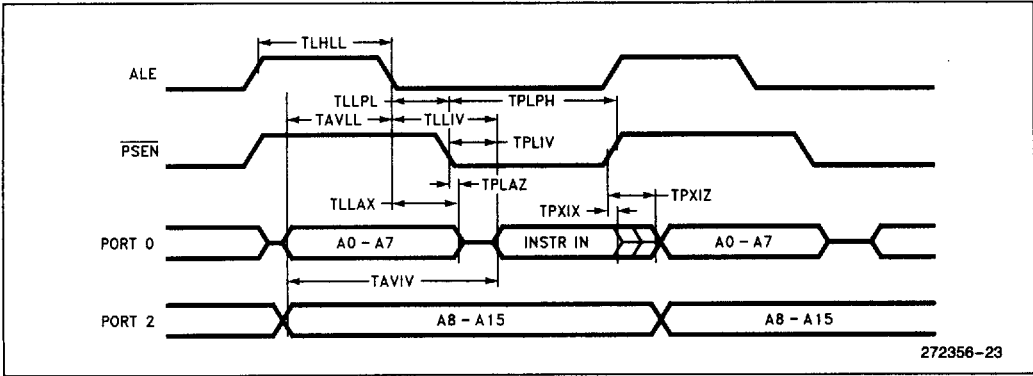 TLHLL
ALE
TLLPL
TPLPH
TAVLL
TLLIV
PSEN
TPLIV
TPLAZ
TLLAX
TPXIZ
TPXIX
PORT 0
A0 – A7
INSTR IN
A0 – A7
TAVIV
PORT 2
A8 – A15
A8 – A15
272356–23